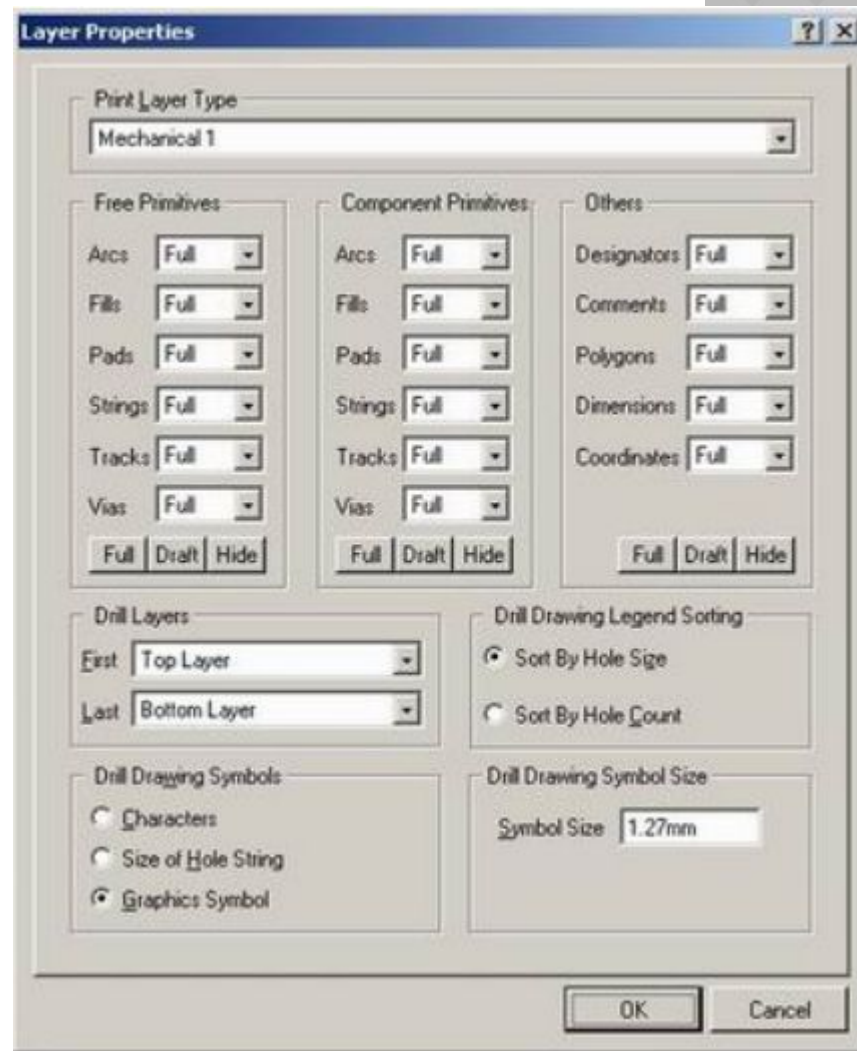 Layer Properties
Print Layer Type
Mechanical 1
Free Primitives
Arcs Full
Fills Full
Pads Full
Strings Full
Tracks Full
Vias Full
Full Draft Hide
Component Primitives
Arcs Full
Fills Full
Pads Full
Strings Full
Tracks Full
Vias Full
Full Draft Hide
Others
Designators Full
Comments Full
Polygons Full
Dimensions Full
Coordinates Full
Full Draft Hide
Drill Layers
First Top Layer
Last Bottom Layer
Drill Drawing Legend Sorting
Sort By Hole Size
Sort By Hole Count
Drill Drawing Symbols
Characters
Size of Hole String
Graphics Symbol
Drill Drawing Symbol Size
Symbol Size 1.27mm
OK Cancel